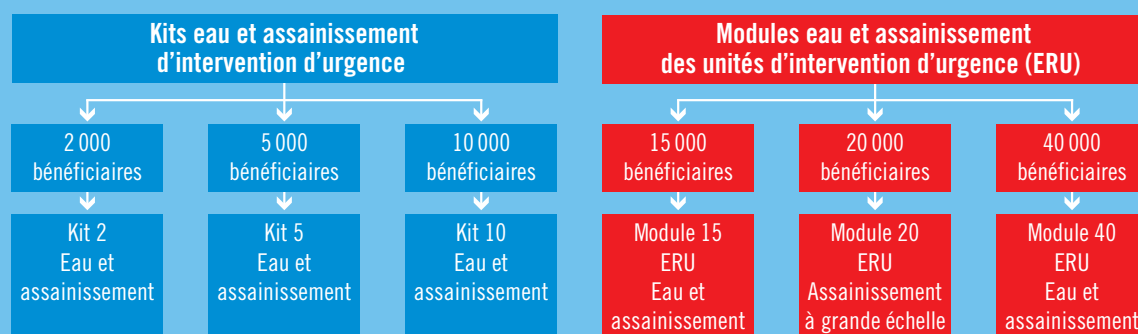 Kits eau et assainissement
d'intervention d'urgence
2 000
bénéficiaires
5 000
bénéficiaires
10 000
bénéficiaires
Kit 2
Eau et
assainissement
Kit 5
Eau et
assainissement
Kit 10
Eau et
assainissement
Modules eau et assainissement
des unités d'intervention d'urgence (ERU)
15 000
bénéficiaires
20 000
bénéficiaires
40 000
bénéficiaires
Module 15
ERU
Eau et
assainissement
Module 20
ERU
Assainissement
à grande échelle
Module 40
ERU
Eau et
assainissement